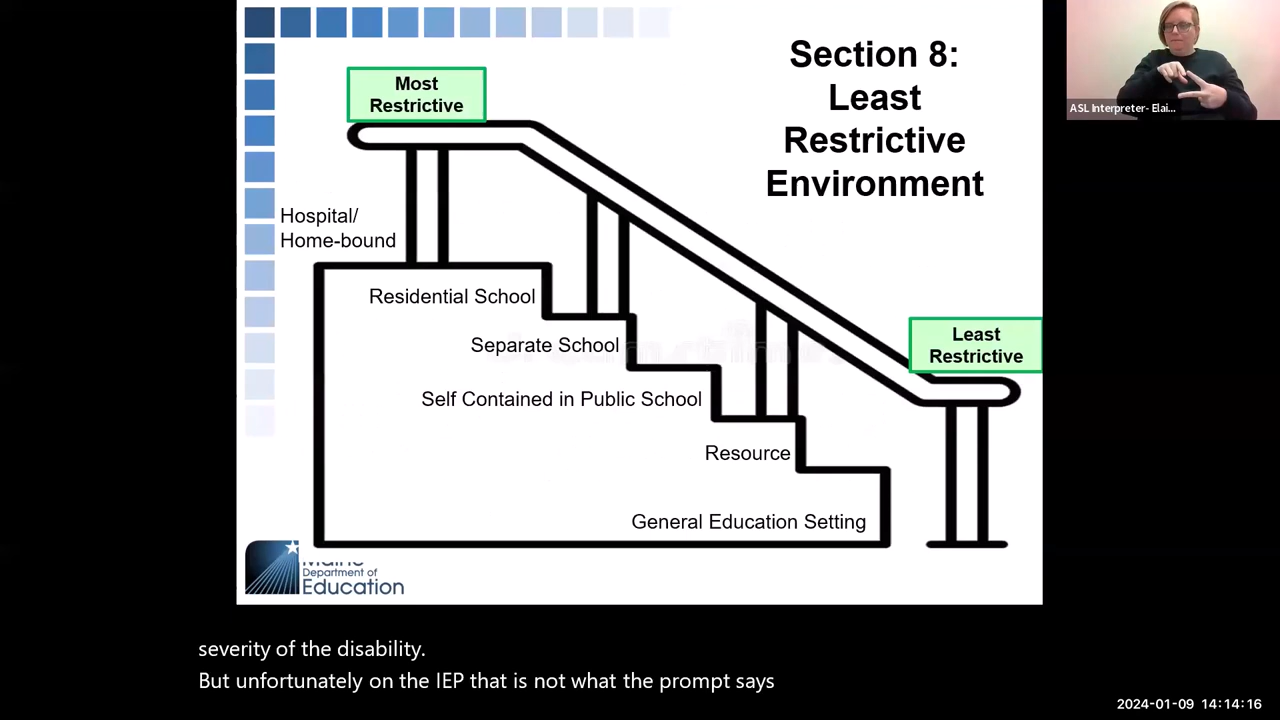 Section 8:
Least
Restrictive
Environment
Most
Restrictive
Hospital/
Home-bound
Residential School
Separate School
Self Contained in Public School
Resource
General Education Setting
Least
Restrictive
Maine
Department of
Education
ASL Interpreter- Elai...
severity of the disability.
But unfortunately on the IEP that is not what the prompt says
2024-01-09 14:14:16